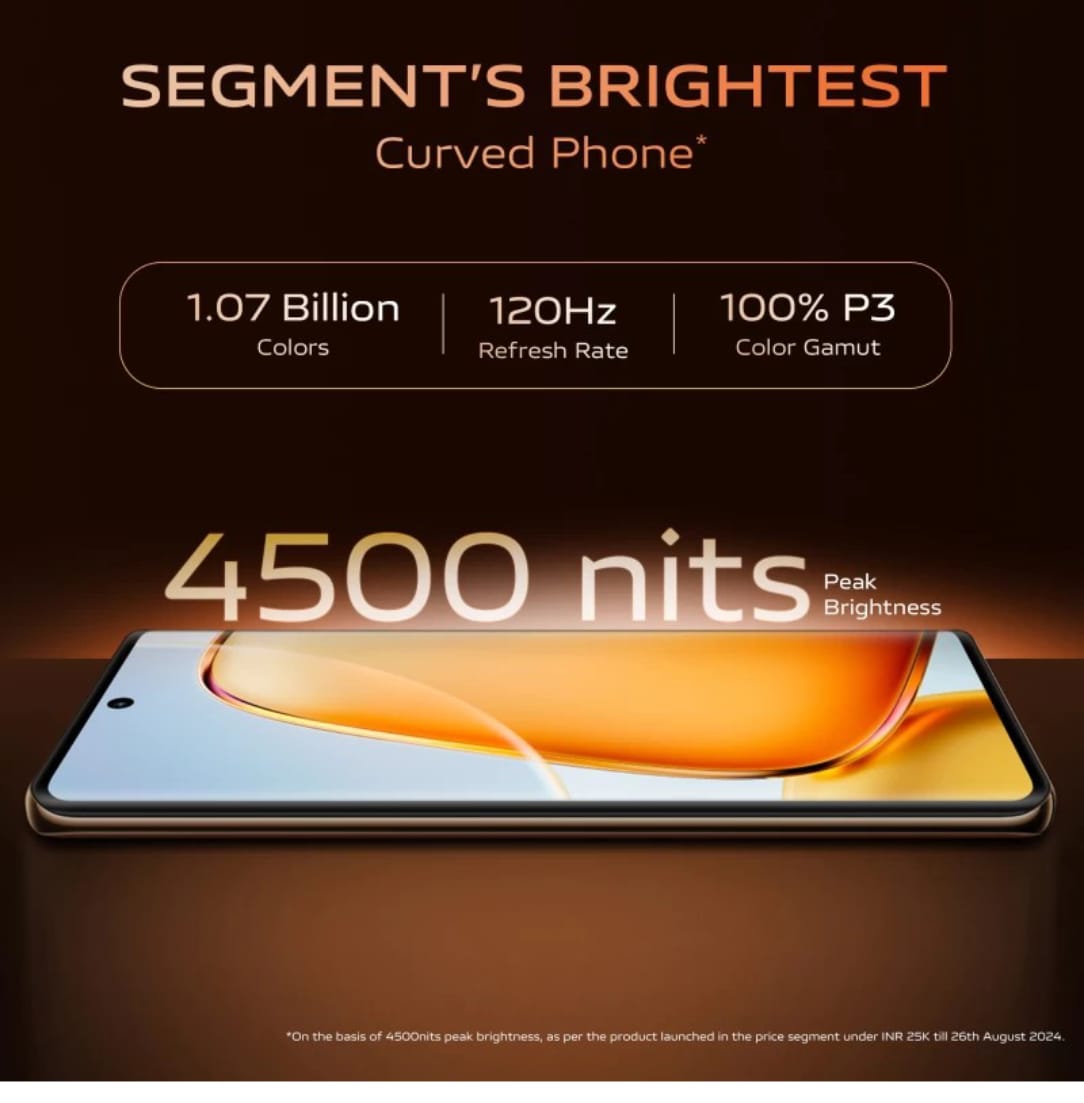 SEGMENT'S BRIGHTEST
Curved Phone*
1.07 Billion
Colors
120Hz
Refresh Rate
100% P3
Color Gamut
4500 nits
Peak
Brightness
*On the basis of 4500nits peak brightness, as per the product launched in the price segment under INR 25K till 26th August 2024.